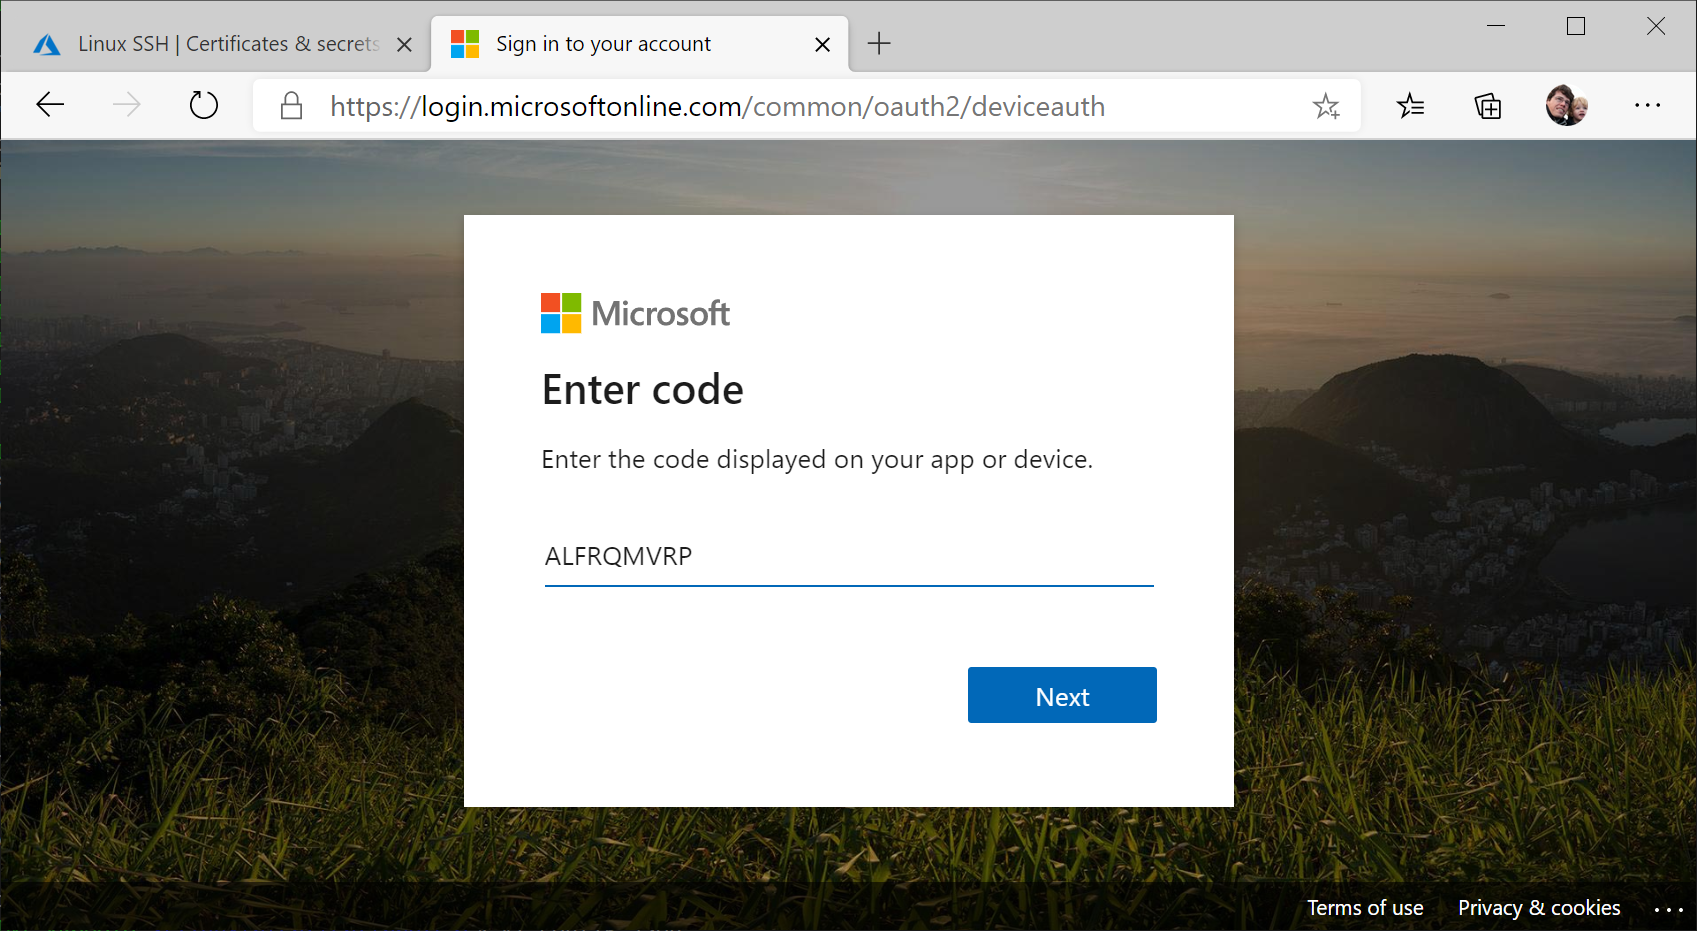 Linux SSH | Certificates & secrets
Sign in to your account
https://login.microsoftonline.com/common/oauth2/deviceauth
Microsoft
Enter code
Enter the code displayed on your app or device.
ALFRQMVRP
Next
Terms of use
Privacy & cookies